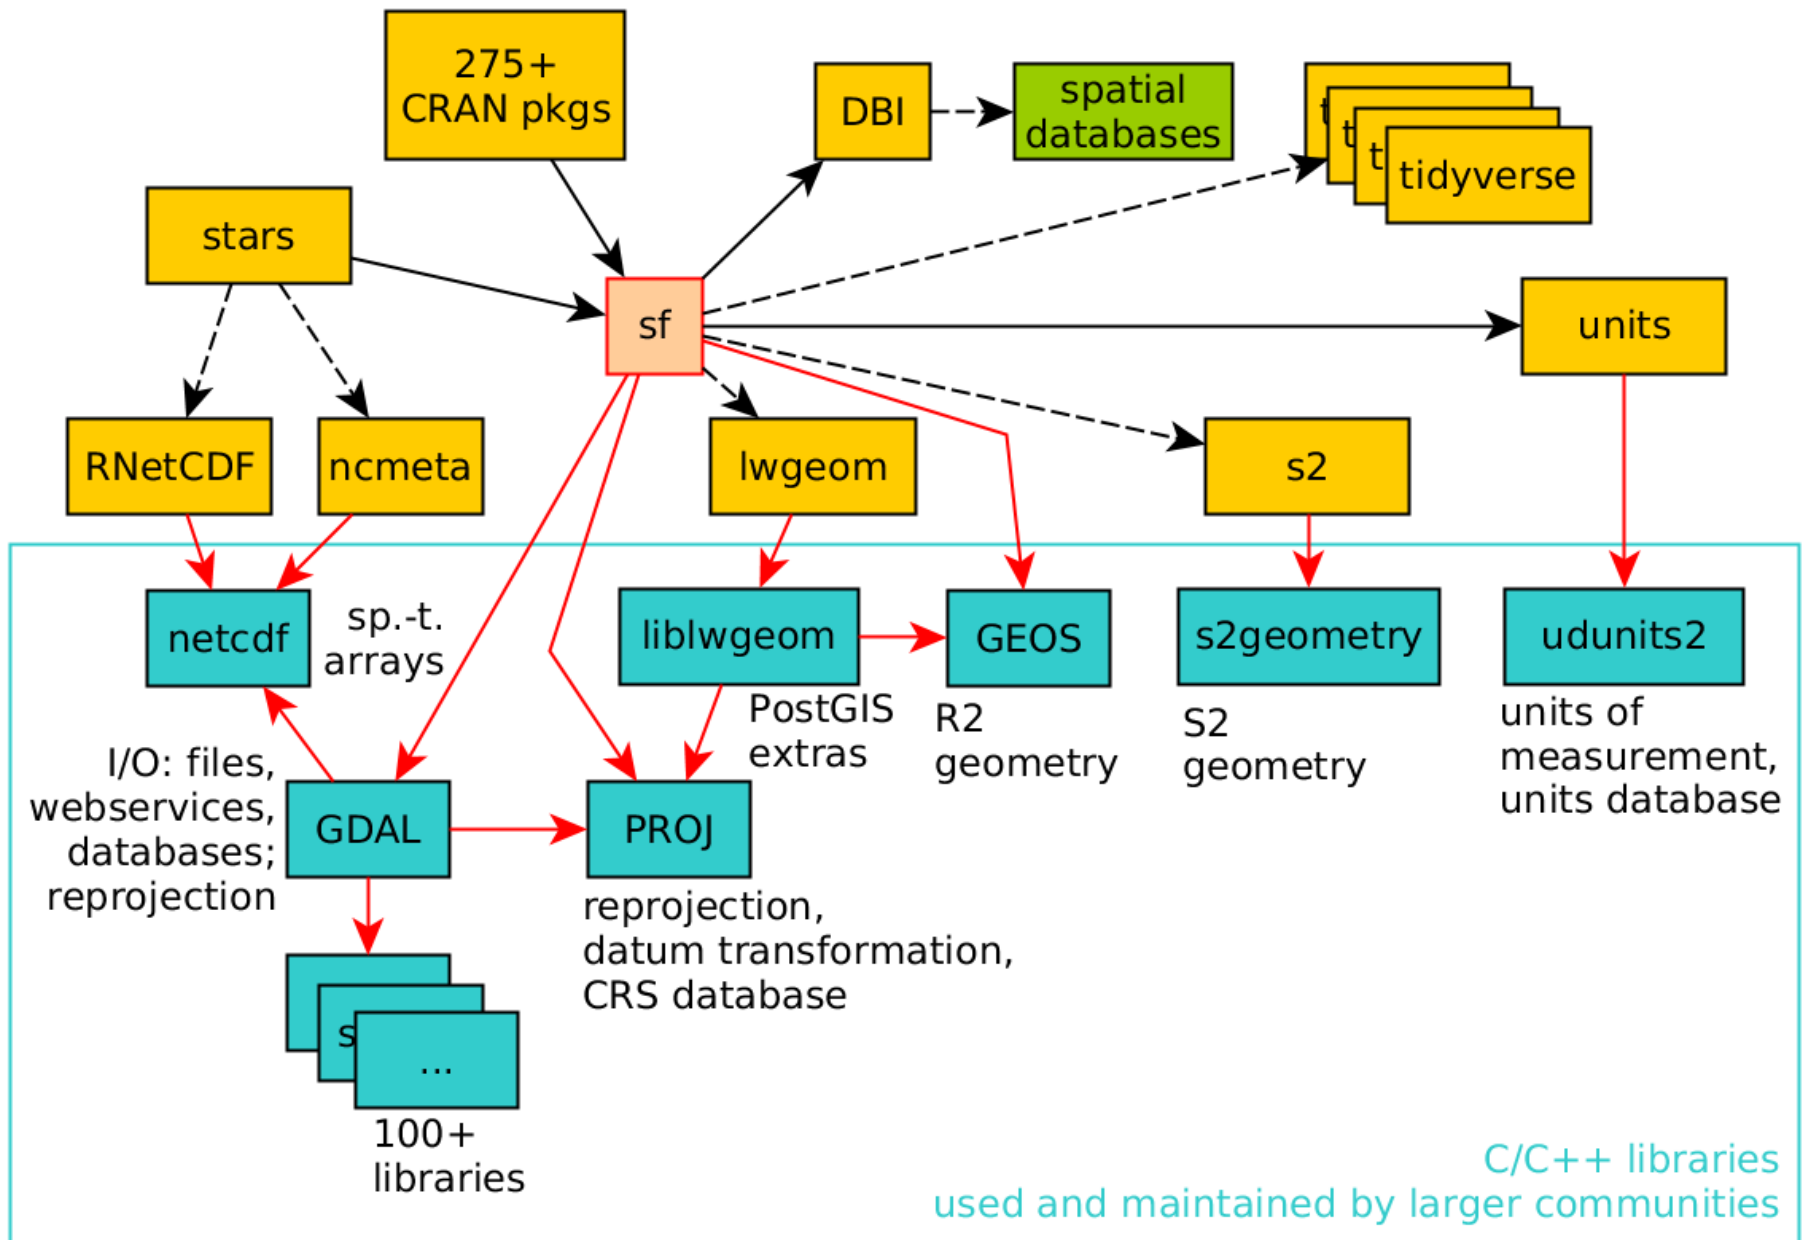 275+
CRAN pkgs
DBI
spatial
databases
t
t
t
tidyverse
stars
sf
units
RNetCDF
ncmeta
lwgeom
s2
netcdf
sp.-t.
arrays
liblwgeom
GEOS
s2geometry
udunits2
PostGIS
extras
R2
geometry
S2
geometry
units of
measurement,
units database
I/O: files,
webservices,
databases;
reprojection
GDAL
PROJ
reprojection,
datum transformation,
CRS database
s
...
100+
libraries
C/C++ libraries
used and maintained by larger communities